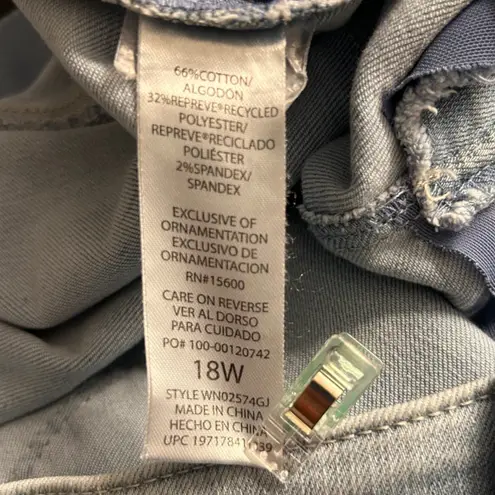 66%COTTON/
ALGODÓN
32%REPREVE®RECYCLED
POLYESTER/
REPREVE®RECICLADO
POLIÉSTER
2%SPANDEX/
SPANDEX
EXCLUSIVE OF
ORNAMENTATION
EXCLUSIVO DE
ORNAMENTACION
RN#15600
CARE ON REVERSE
VER AL DORSO
PARA CUIDADO
PO# 100-00120742
18W
STYLE WN02574GJ
MADE IN CHINA
HECHO EN CHINA
UPC